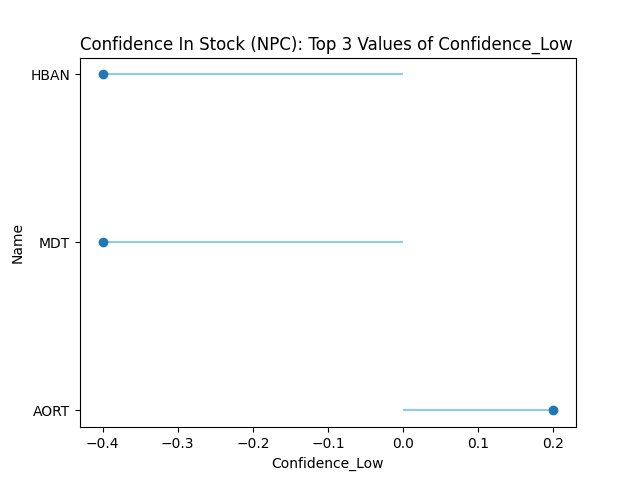 Confidence In Stock (NPC): Top 3 Values of Confidence_Low
HBAN
MDT
AORT
Name
−0.4 −0.3 −0.2 −0.1 0.0 0.1 0.2
Confidence_Low